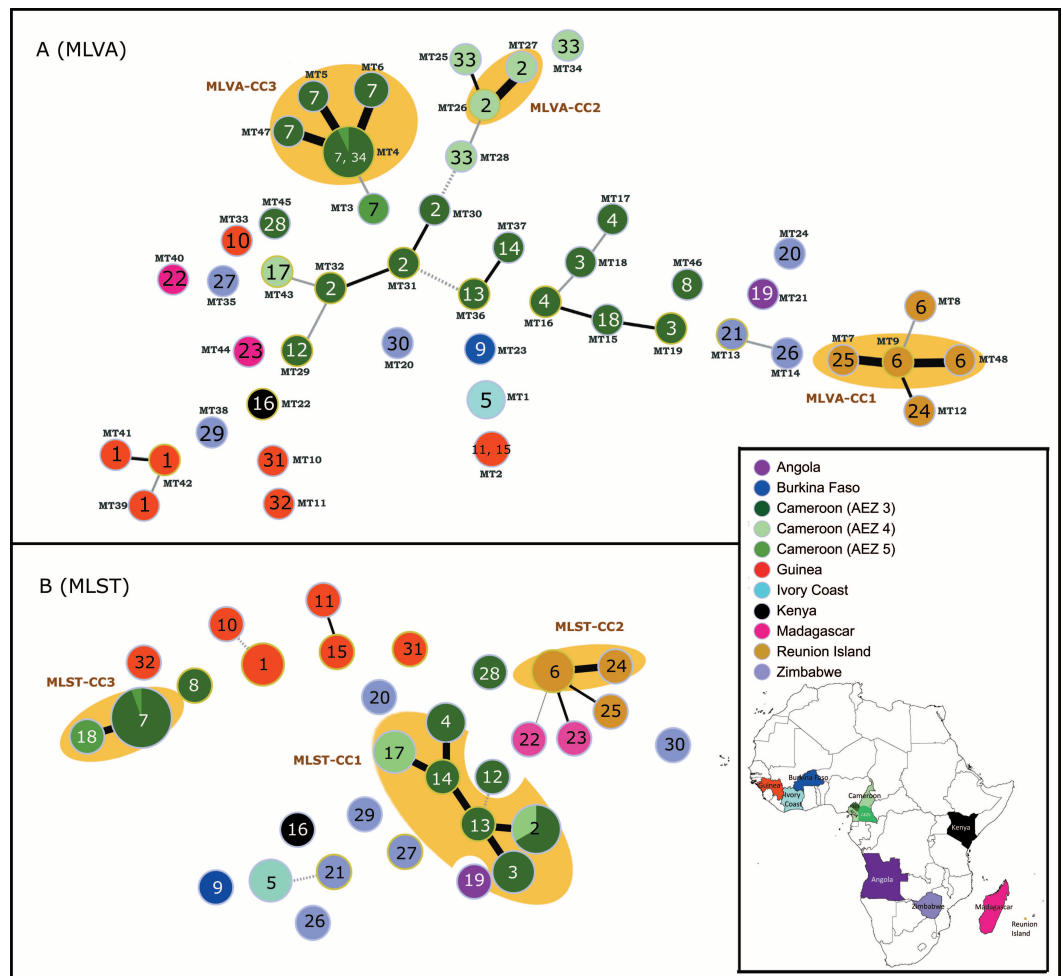 A (MLVA)
MT25
33
MT27
2
33
MT34
MLVA-CC3
MT5
7
MT6
7
MT26
2
MLVA-CC2
MT47
7
7, 34
MT4
33
MT28
MT3
7
2
MT30
MT33
10
MT45
28
MT17
4
MT37
14
MT24
20
MT40
22
27
MT35
17
MT43
MT32
2
2
MT31
3
MT18
MT46
8
19
MT21
13
MT36
4
MT16
18
MT15
3
MT19
6
MT8
21
MT13
26
MT14
MT7
25
MT9
6
6
MT48
MLVA-CC1
24
MT12
MT44
23
12
MT29
30
MT20
9
MT23
16
MT22
5
MT1
MT38
29
11, 15
MT2
MT41
1
1
MT42
MT39
1
31
MT10
32
MT11
Angola
Burkina Faso
Cameroon (AEZ 3)
Cameroon (AEZ 4)
Cameroon (AEZ 5)
Guinea
Ivory Coast
Kenya
Madagascar
Reunion Island
Zimbabwe
Burkina Faso
Guinea
Ivory
Coast
Cameroon
Kenya
Angola
Zimbabwe
Madagascar
Reunion
Island
B (MLST)
10
1
11
15
31
32
MLST-CC3
8
7
18
20
28
MLST-CC2
6
24
25
22
23
30
MLST-CC1
4
17
14
12
13
2
3
19
16
29
27
9
5
21
26